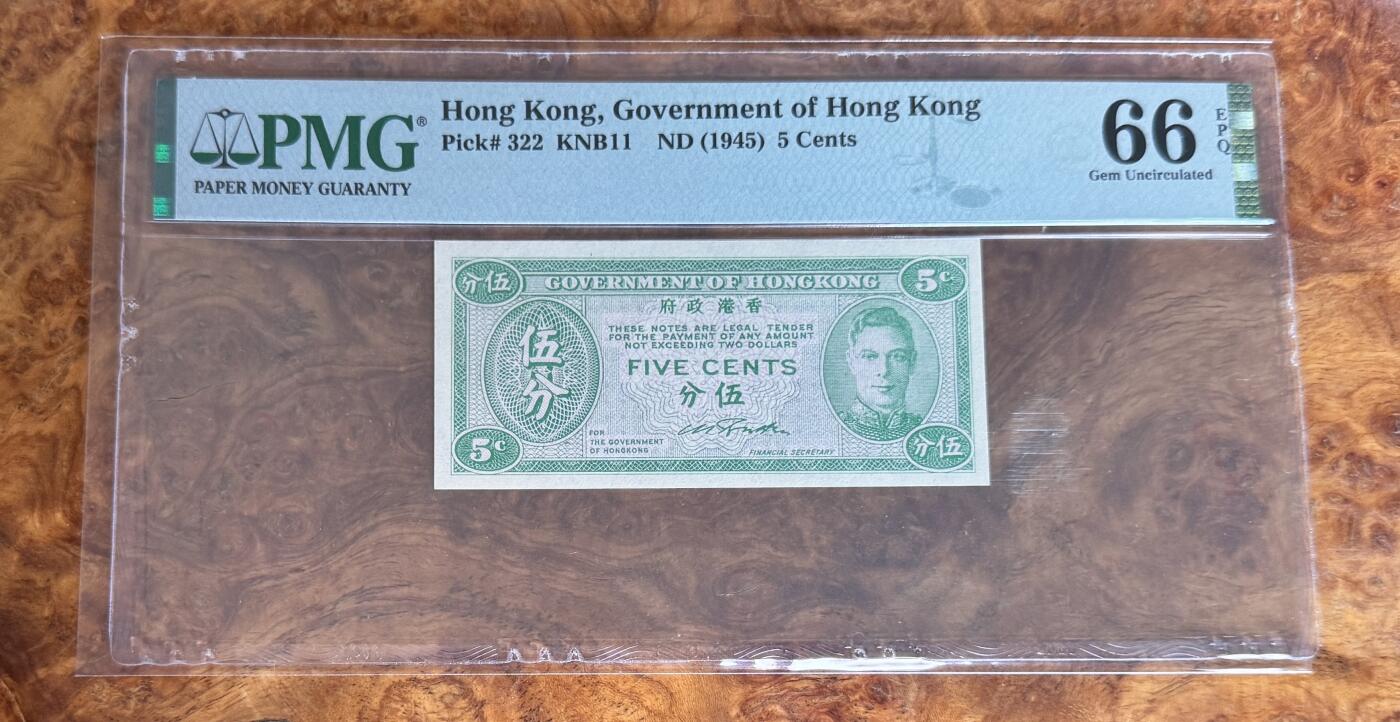 PMG®
PAPER MONEY GUARANTY
Hong Kong, Government of Hong Kong
Pick# 322 KNB11 ND (1945) 5 Cents
66
EPQ
Gem Uncirculated
分伍
GOVERNMENT OF HONGKONG
5c.
府政港香
THESE NOTES ARE LEGAL TENDER
FOR THE PAYMENT OF ANY AMOUNT
NOT EXCEEDING TWO DOLLARS
伍分
FIVE CENTS
分伍
FOR
THE GOVERNMENT
OF HONGKONG
FINANCIAL SECRETARY
5c.
分伍